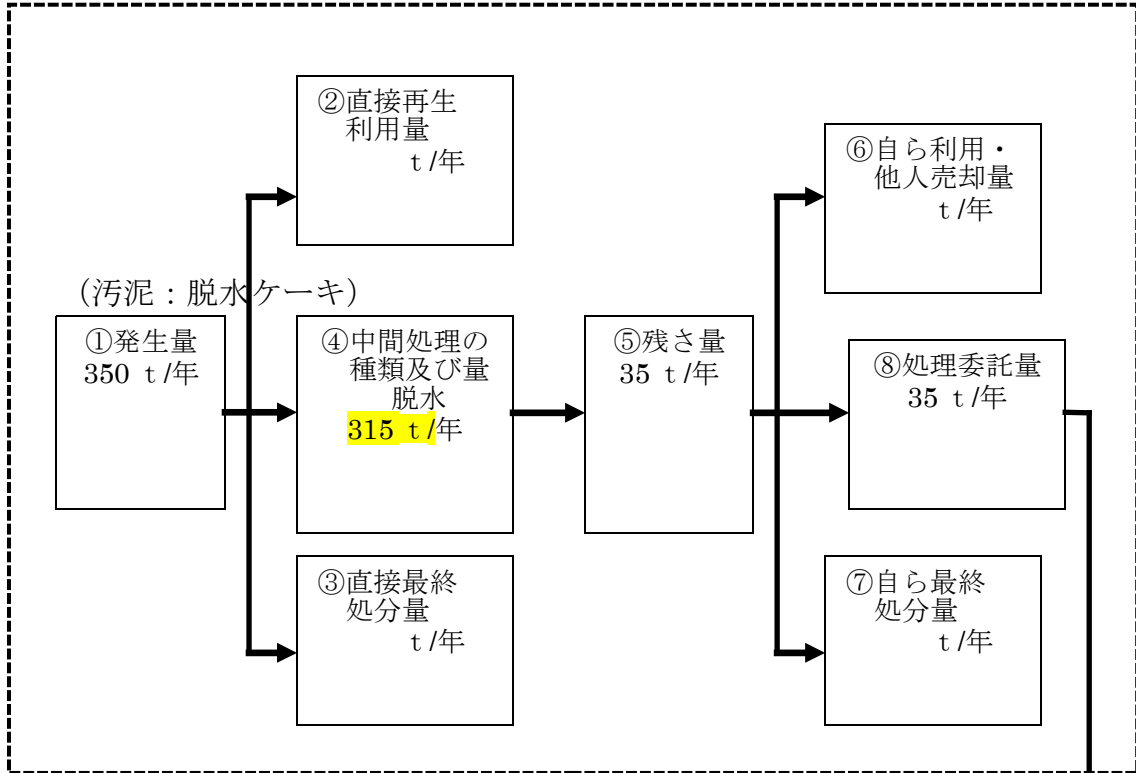 ②直接再生
利用量
ｔ/年
⑥自ら利用・
他人売却量
ｔ/年
（汚泥：脱水ケーキ）
①発生量
350 ｔ/年
④中間処理の
種類及び量
脱水
315 ｔ/年
⑤残さ量
35 ｔ/年
⑧処理委託量
35 ｔ/年
③直接最終
処分量
ｔ/年
⑦自ら最終
処分量
ｔ/年